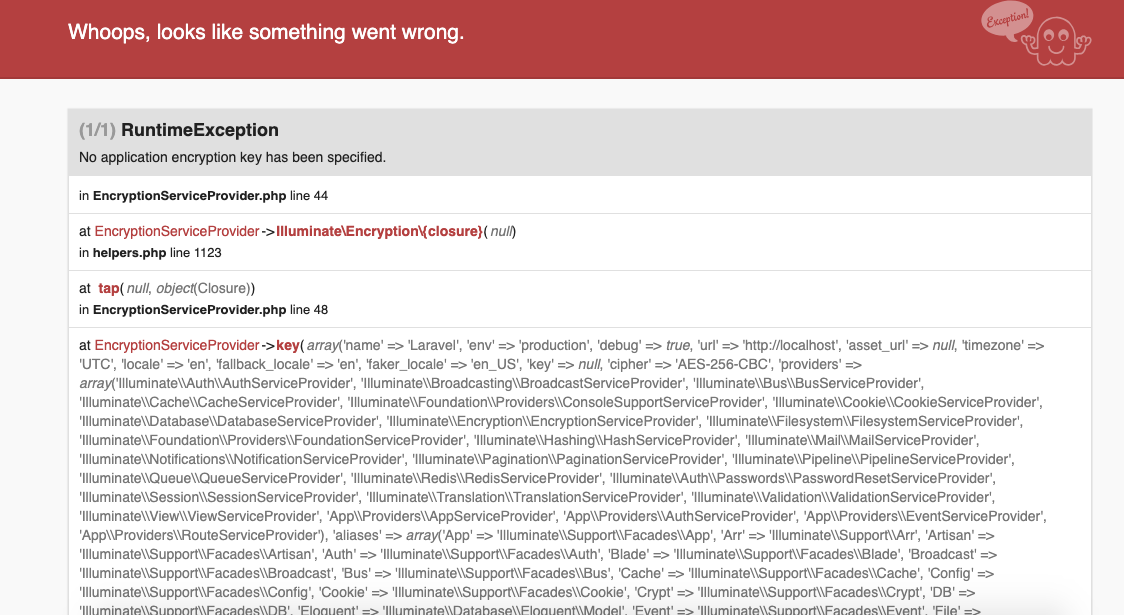 Whoops, looks like something went wrong.
Exception!
(1/1) RuntimeException
No application encryption key has been specified.
in EncryptionServiceProvider.php line 44
at EncryptionServiceProvider->Illuminate\Encryption\{closure}(null)
in helpers.php line 1123
at tap(null, object(Closure))
in EncryptionServiceProvider.php line 48
at EncryptionServiceProvider->key(array('name' => 'Laravel', 'env' => 'production', 'debug' => true, 'url' => 'http://localhost', 'asset_url' => null, 'timezone' =>
'UTC', 'locale' => 'en', 'fallback_locale' => 'en', 'faker_locale' => 'en_US', 'key' => null, 'cipher' => 'AES-256-CBC', 'providers' =>
array('Illuminate\\Auth\\AuthServiceProvider', 'Illuminate\\Broadcasting\\BroadcastServiceProvider', 'Illuminate\\Bus\\BusServiceProvider',
'Illuminate\\Cache\\CacheServiceProvider', 'Illuminate\\Foundation\\Providers\\ConsoleSupportServiceProvider', 'Illuminate\\Cookie\\CookieServiceProvider',
'Illuminate\\Database\\DatabaseServiceProvider', 'Illuminate\\Encryption\\EncryptionServiceProvider', 'Illuminate\\Filesystem\\FilesystemServiceProvider',
'Illuminate\\Foundation\\Providers\\FoundationServiceProvider', 'Illuminate\\Hashing\\HashServiceProvider', 'Illuminate\\Mail\\MailServiceProvider',
'Illuminate\\Notifications\\NotificationServiceProvider', 'Illuminate\\Pagination\\PaginationServiceProvider', 'Illuminate\\Pipeline\\PipelineServiceProvider',
'Illuminate\\Queue\\QueueServiceProvider', 'Illuminate\\Redis\\RedisServiceProvider', 'Illuminate\\Auth\\Passwords\\PasswordResetServiceProvider',
'Illuminate\\Session\\SessionServiceProvider', 'Illuminate\\Translation\\TranslationServiceProvider', 'Illuminate\\Validation\\ValidationServiceProvider',
'Illuminate\\View\\ViewServiceProvider', 'App\\Providers\\AppServiceProvider', 'App\\Providers\\AuthServiceProvider', 'App\\Providers\\EventServiceProvider',
'App\\Providers\\RouteServiceProvider'), 'aliases' => array('App' => 'Illuminate\\Support\\Facades\\App', 'Arr' => 'Illuminate\\Support\\Arr', 'Artisan' =>
'Illuminate\\Support\\Facades\\Artisan', 'Auth' => 'Illuminate\\Support\\Facades\\Auth', 'Blade' => 'Illuminate\\Support\\Facades\\Blade', 'Broadcast' =>
'Illuminate\\Support\\Facades\\Broadcast', 'Bus' => 'Illuminate\\Support\\Facades\\Bus', 'Cache' => 'Illuminate\\Support\\Facades\\Cache', 'Config' =>
'Illuminate\\Support\\Facades\\Config', 'Cookie' => 'Illuminate\\Support\\Facades\\Cookie', 'Crypt' => 'Illuminate\\Support\\Facades\\Crypt', 'DB' =>
'Illuminate\\Support\\Facades\\DB', 'Eloquent' => 'Illuminate\\Database\\Eloquent\\Model', 'Event' => 'Illuminate\\Support\\Facades\\Event', 'File' =>